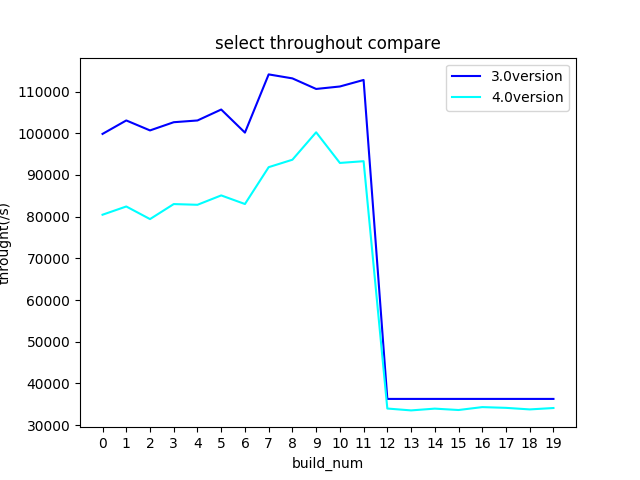 select throughout compare
3.0version
4.0version
110000
100000
90000
80000
70000
60000
50000
40000
30000
throught(/s)
0 1 2 3 4 5 6 7 8 9 10 11 12 13 14 15 16 17 18 19
build_num